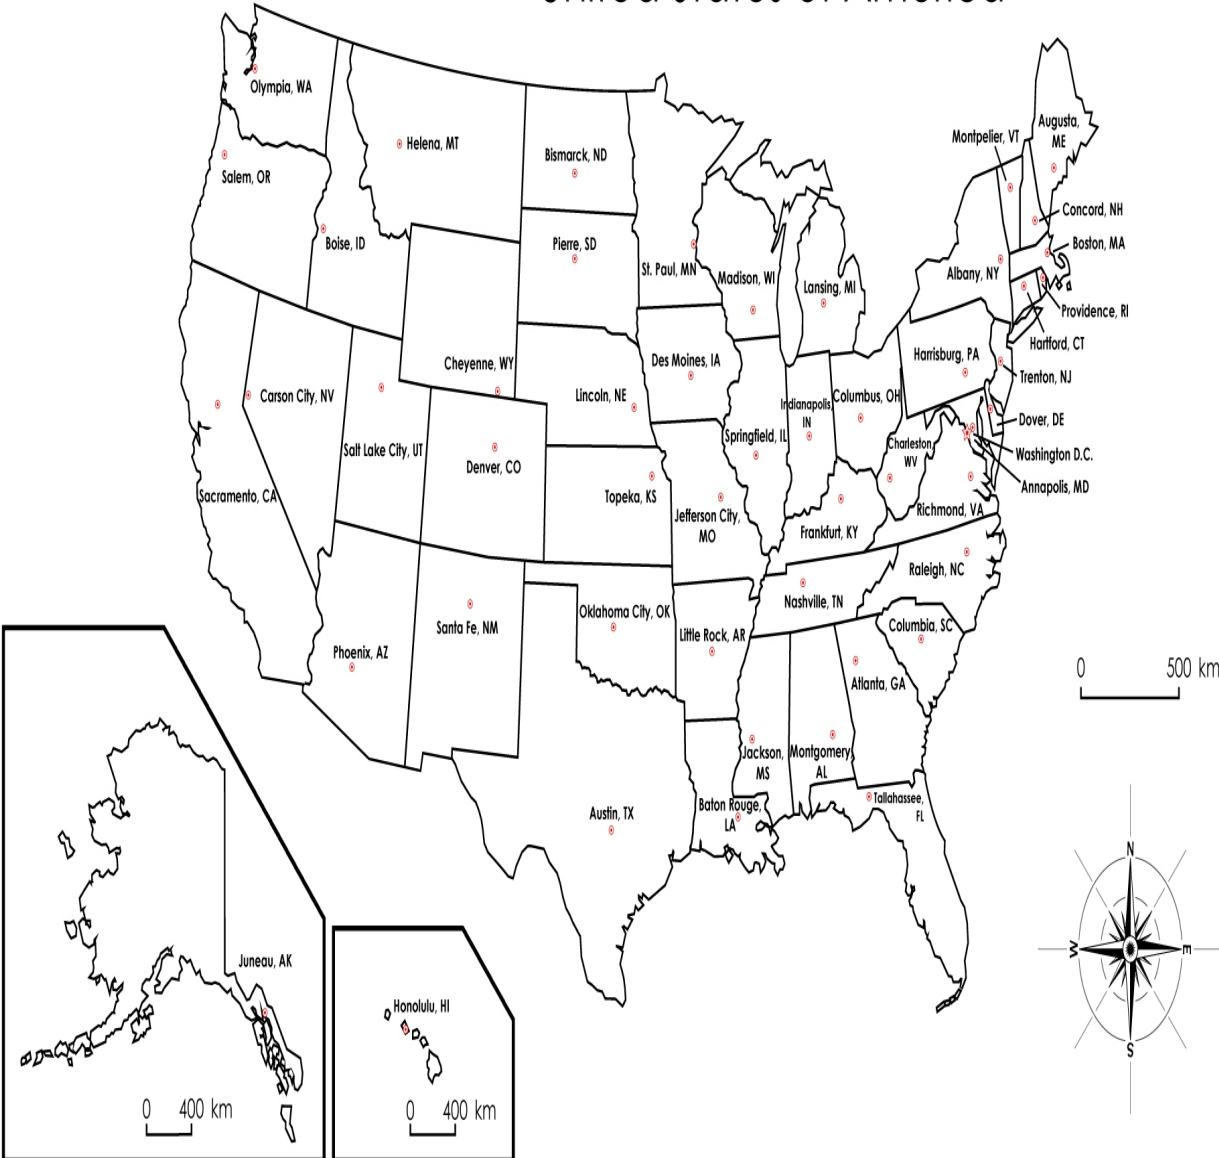 United States of America
Olympia, WA
Helena, MT
Bismarck, ND
Montpelier, VT
Augusta,
ME
Salem, OR
Boise, ID
Pierre, SD
St. Paul, MN
Madison, WI
Lansing, MI
Albany, NY
Concord, NH
Boston, MA
Providence, RI
Hartford, CT
Cheyenne, WY
Des Moines, IA
Harrisburg, PA
Trenton, NJ
Carson City, NV
Lincoln, NE
Indianapolis,
IN
Columbus, OH
Dover, DE
Salt Lake City, UT
Denver, CO
Springfield, IL
Charleston,
WV
Washington D.C.
Sacramento, CA
Topeka, KS
Jefferson City,
MO
Frankfurt, KY
Richmond, VA
Annapolis, MD
Raleigh, NC
Nashville, TN
Santa Fe, NM
Oklahoma City, OK
Little Rock, AR
Columbia, SC
Phoenix, AZ
Atlanta, GA
0 500 km
Jackson,
MS
Montgomery,
AL
Austin, TX
Baton Rouge,
LA
Tallahassee,
FL
N
W
E
S
Juneau, AK
Honolulu, HI
0 400 km
0 400 km